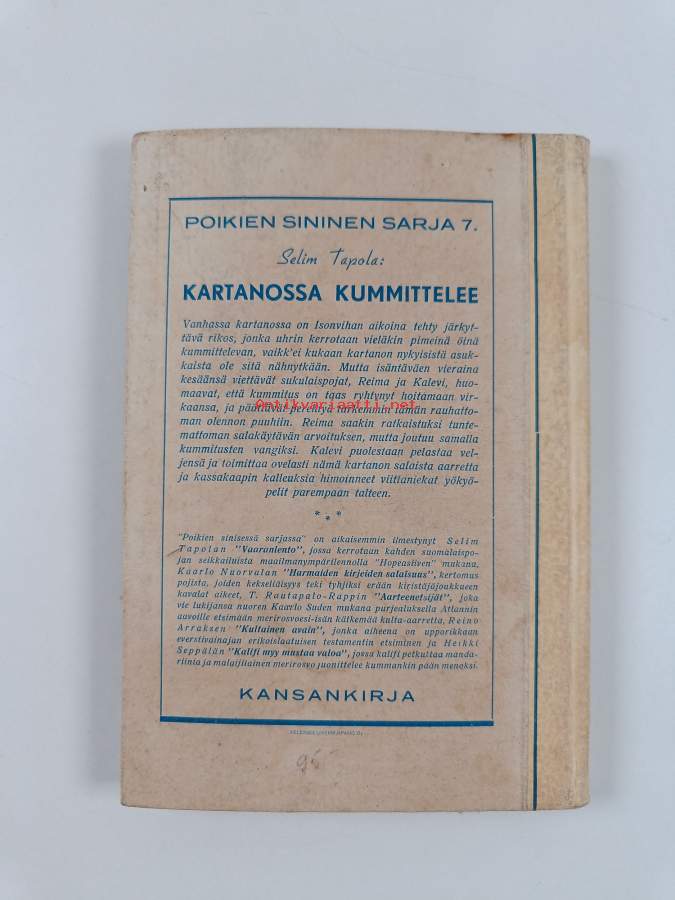 POIKIEN SININEN SARJA 7.
Selim Tapola:
KARTANOSSA KUMMITTELEE
Vanhassa kartanossa on Isonvihan aikoina tehty järkyt-
tävä rikos, jonka uhrin kerrotaan vieläkin pimeinä öinä
kummittelevan, vaikk'ei kukaan kartanon nykyisistä asuk-
kaista ole sitä nähnytkään. Mutta isäntäväen vieraina
kesäänsä viettävät sukulaispojat, Reima ja Kalevi, huo-
maavat, että kummitus on taas ryhtynyt hoitamaan vir-
kaansa, ja päättävät perehtyä tarkemmin tämän rauhatto-
Antikvariaatti.net
man olennon puuhiin. Reima saakin ratkaistuksi tunte-
mattoman salakäytävän arvoituksen, mutta joutuu samalla
kummitusten vangiksi. Kalevi puolestaan pelastaa vel-
jensä ja toimittaa ovelasti nämä kartanon salaista aarretta
ja kassakaapin kalleuksia himoinneet viittaniekat yökyö-
pelit parempaan talteen.
* * *
"Poikien sinisessä sarjassa" on aikaisemmin ilmestynyt Selim
Tapolan "Vaaranlento", jossa kerrotaan kahden suomalaispo-
jan seikkailuista maailmanympärilennolla "Hopeasiiven" mukana,
Kaarlo Nuorvalan "Harmaiden kirjeiden salaisuus", kertomus
pojista, joiden kekseliäisyys teki tyhjiksi erään kiristäjäjoukkueen
kavalat aikeet, T. Rautapalo-Rappin "Aarteenetsijät", joka
vie lukijansa nuoren Kaarlo Suden mukana purjealuksella Atlannin
aavoille etsimään merirosvoesi-isän kätkemää kulta-aarretta, Reino
Arraksen "Kultainen avain", jonka aiheena on upporikkaan
everstivainajan erikoislaatuisen testamentin etsiminen ja Heikki
Seppälän "Kalifi myy mustaa valoa", jossa kalifi petkuttaa manda-
riinia ja malaijilainen merirosvo juonittelee kummankin pään menoksi.
KANSANKIRJA
95